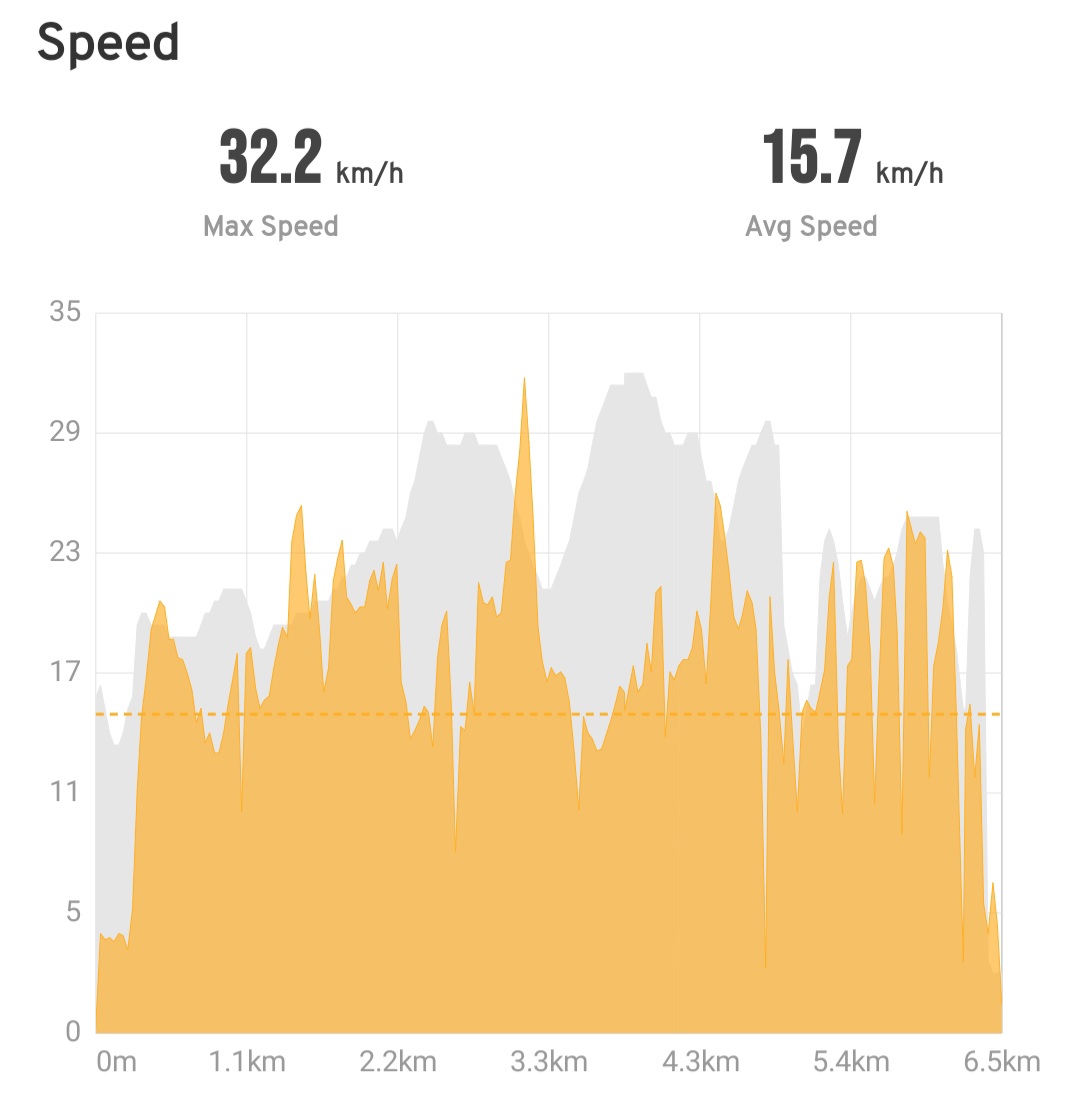 Speed
32.2 km/h
15.7 km/h
Max Speed
Avg Speed
35
29
23
17
11
5
0
0m
1.1km
2.2km
3.3km
4.3km
5.4km
6.5km